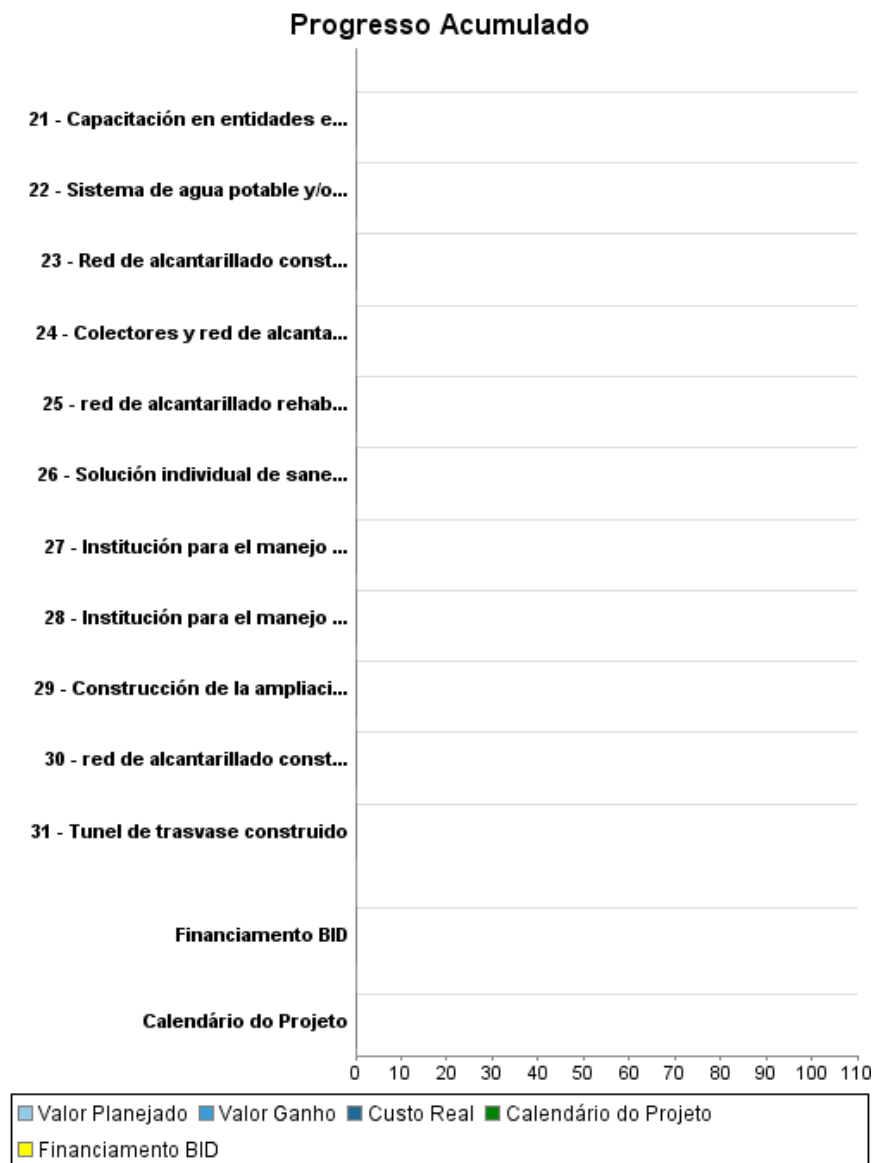 Progresso Acumulado
21 - Capacitación en entidades e...
22 - Sistema de agua potable y/o...
23 - Red de alcantarillado const...
24 - Colectores y red de alcanta...
25 - red de alcantarillado rehab...
26 - Solución individual de sane...
27 - Institución para el manejo ...
28 - Institución para el manejo ...
29 - Construcción de la ampliaci...
30 - red de alcantarillado const...
31 - Tunel de trasvase construido
Financiamento BID
Calendário do Projeto
0 10 20 30 40 50 60 70 80 90 100 110
Valor Planejado Valor Ganho Custo Real Calendário do Projeto
Financiamento BID